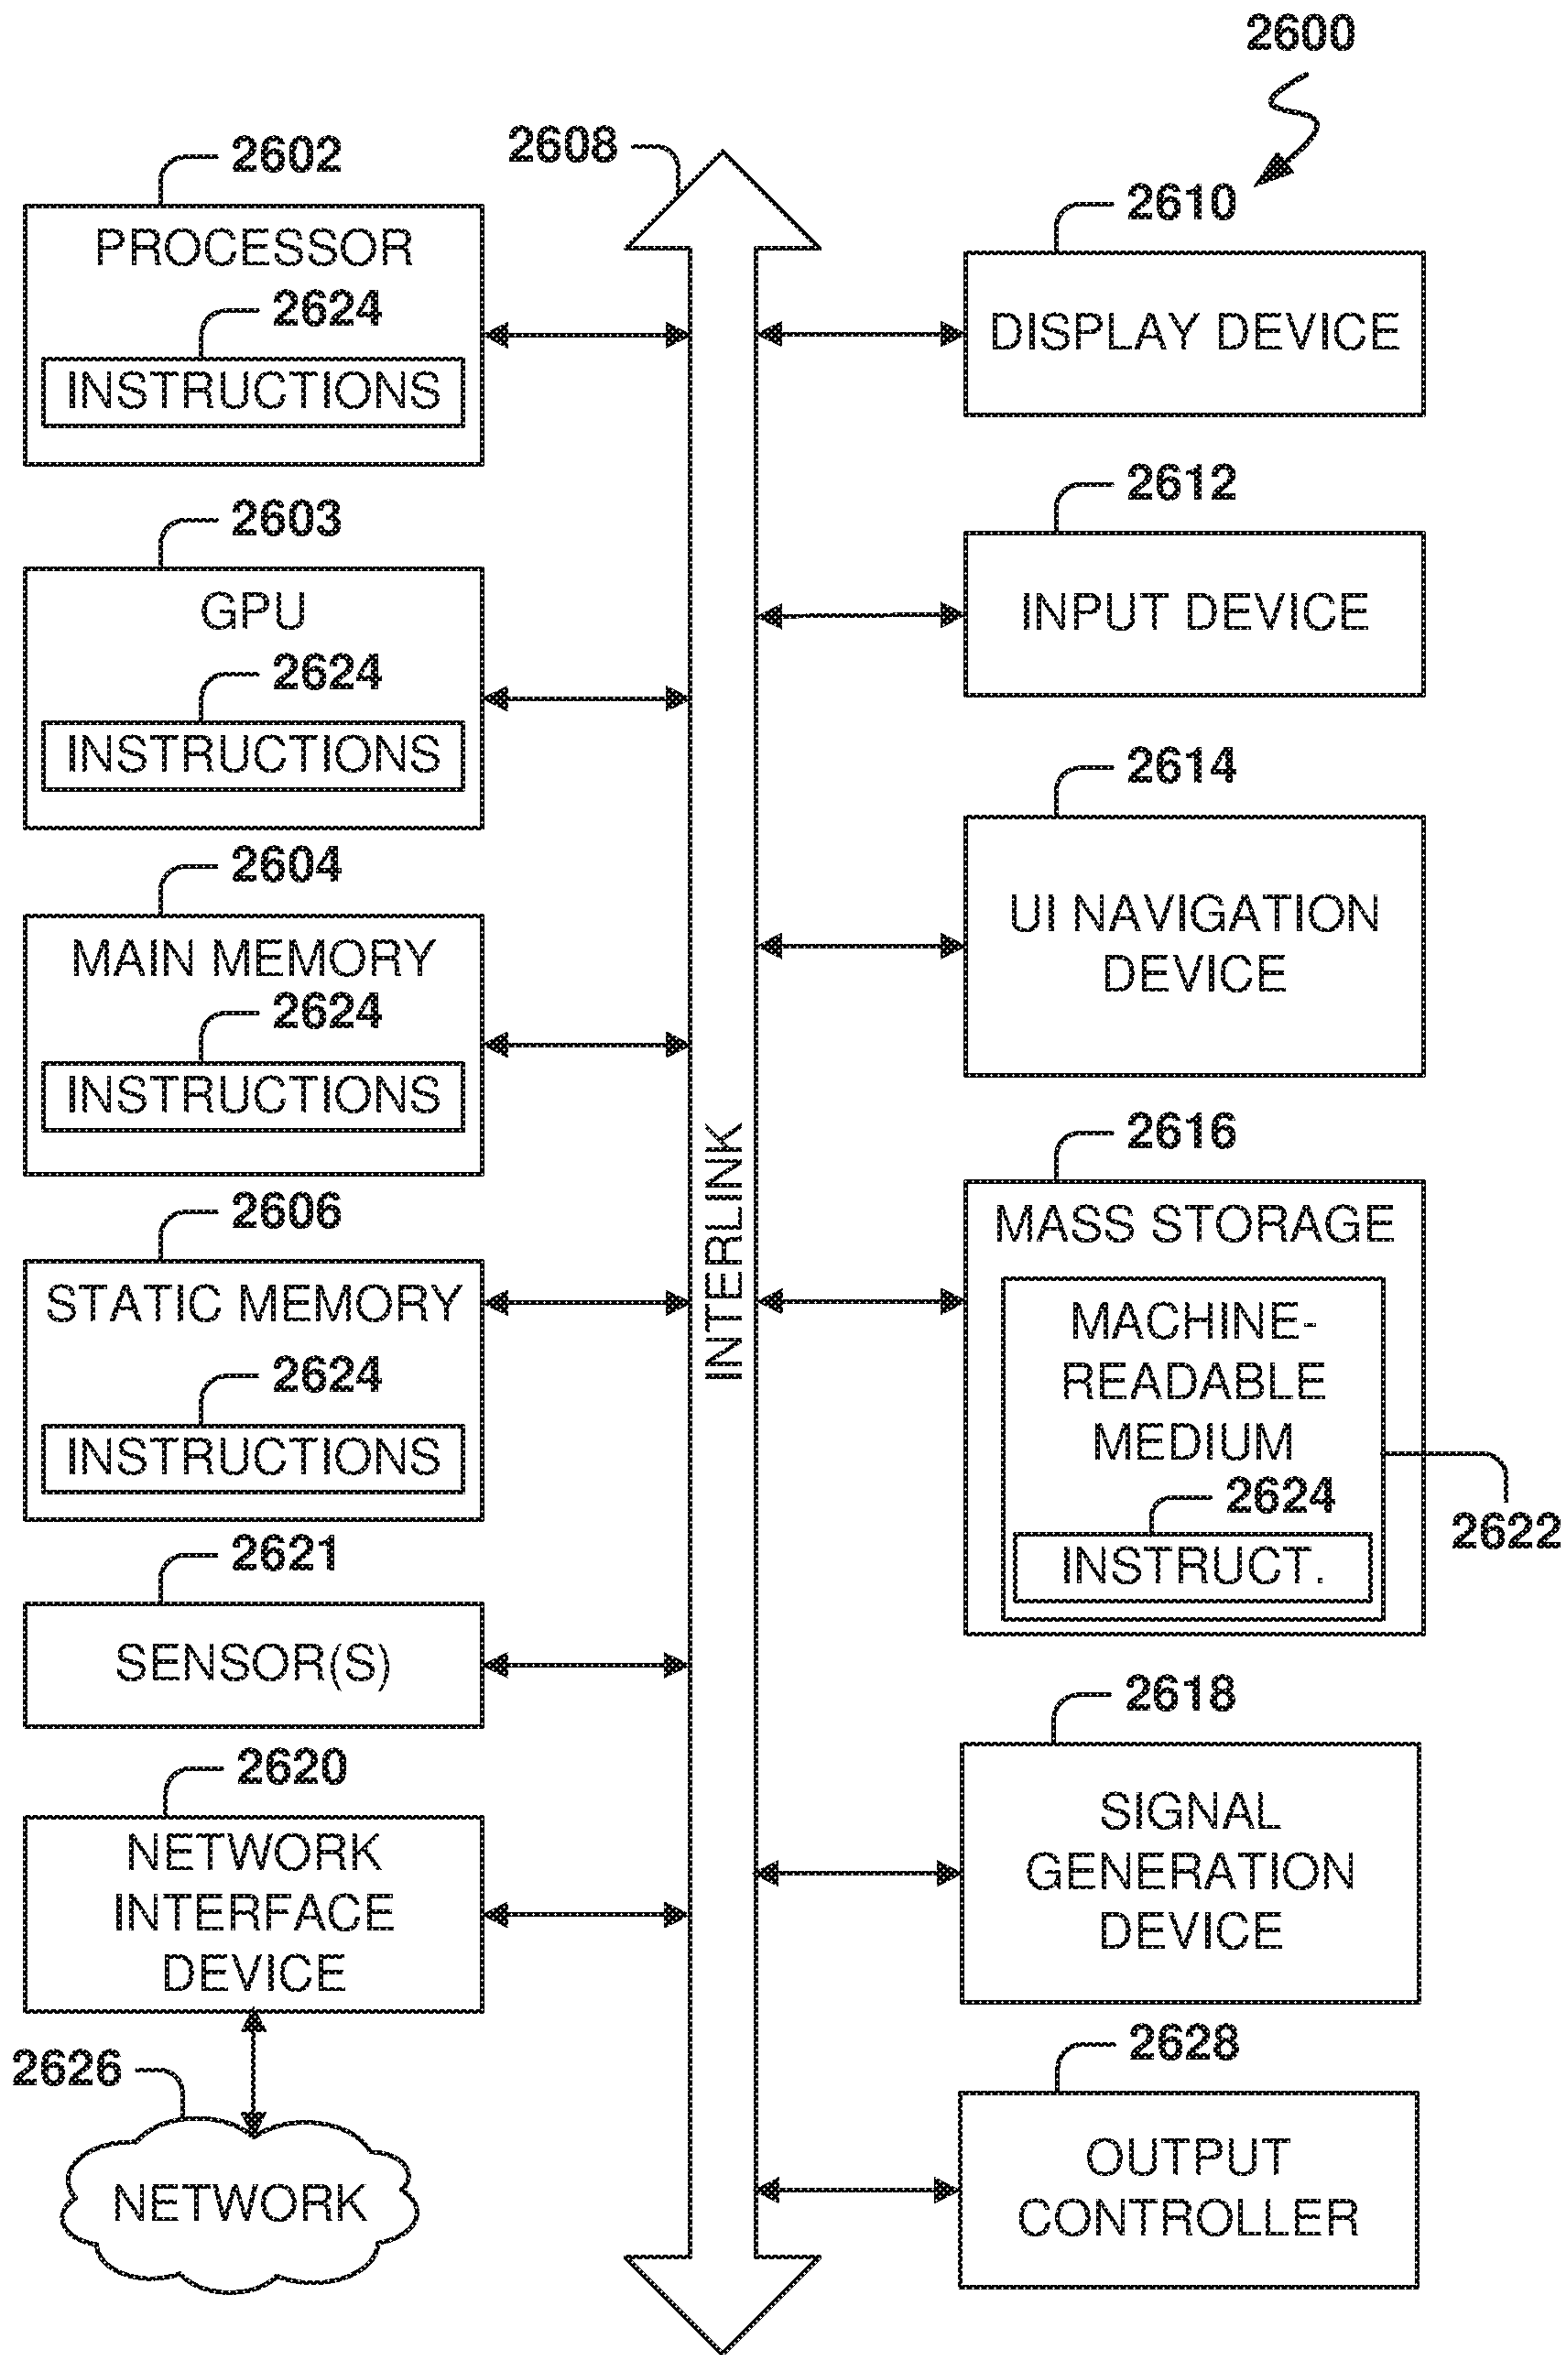 2600
2602
PROCESSOR
2624
INSTRUCTIONS
2603
GPU
2624
INSTRUCTIONS
2604
MAIN MEMORY
2624
INSTRUCTIONS
2606
STATIC MEMORY
2624
INSTRUCTIONS
2621
SENSOR(S)
2620
NETWORK
INTERFACE
DEVICE
2626
NETWORK
2608
INTERLINK
2610
DISPLAY DEVICE
2612
INPUT DEVICE
2614
UI NAVIGATION
DEVICE
2616
MASS STORAGE
MACHINE-
READABLE
MEDIUM
2624
INSTRUCT.
2622
2618
SIGNAL
GENERATION
DEVICE
2628
OUTPUT
CONTROLLER